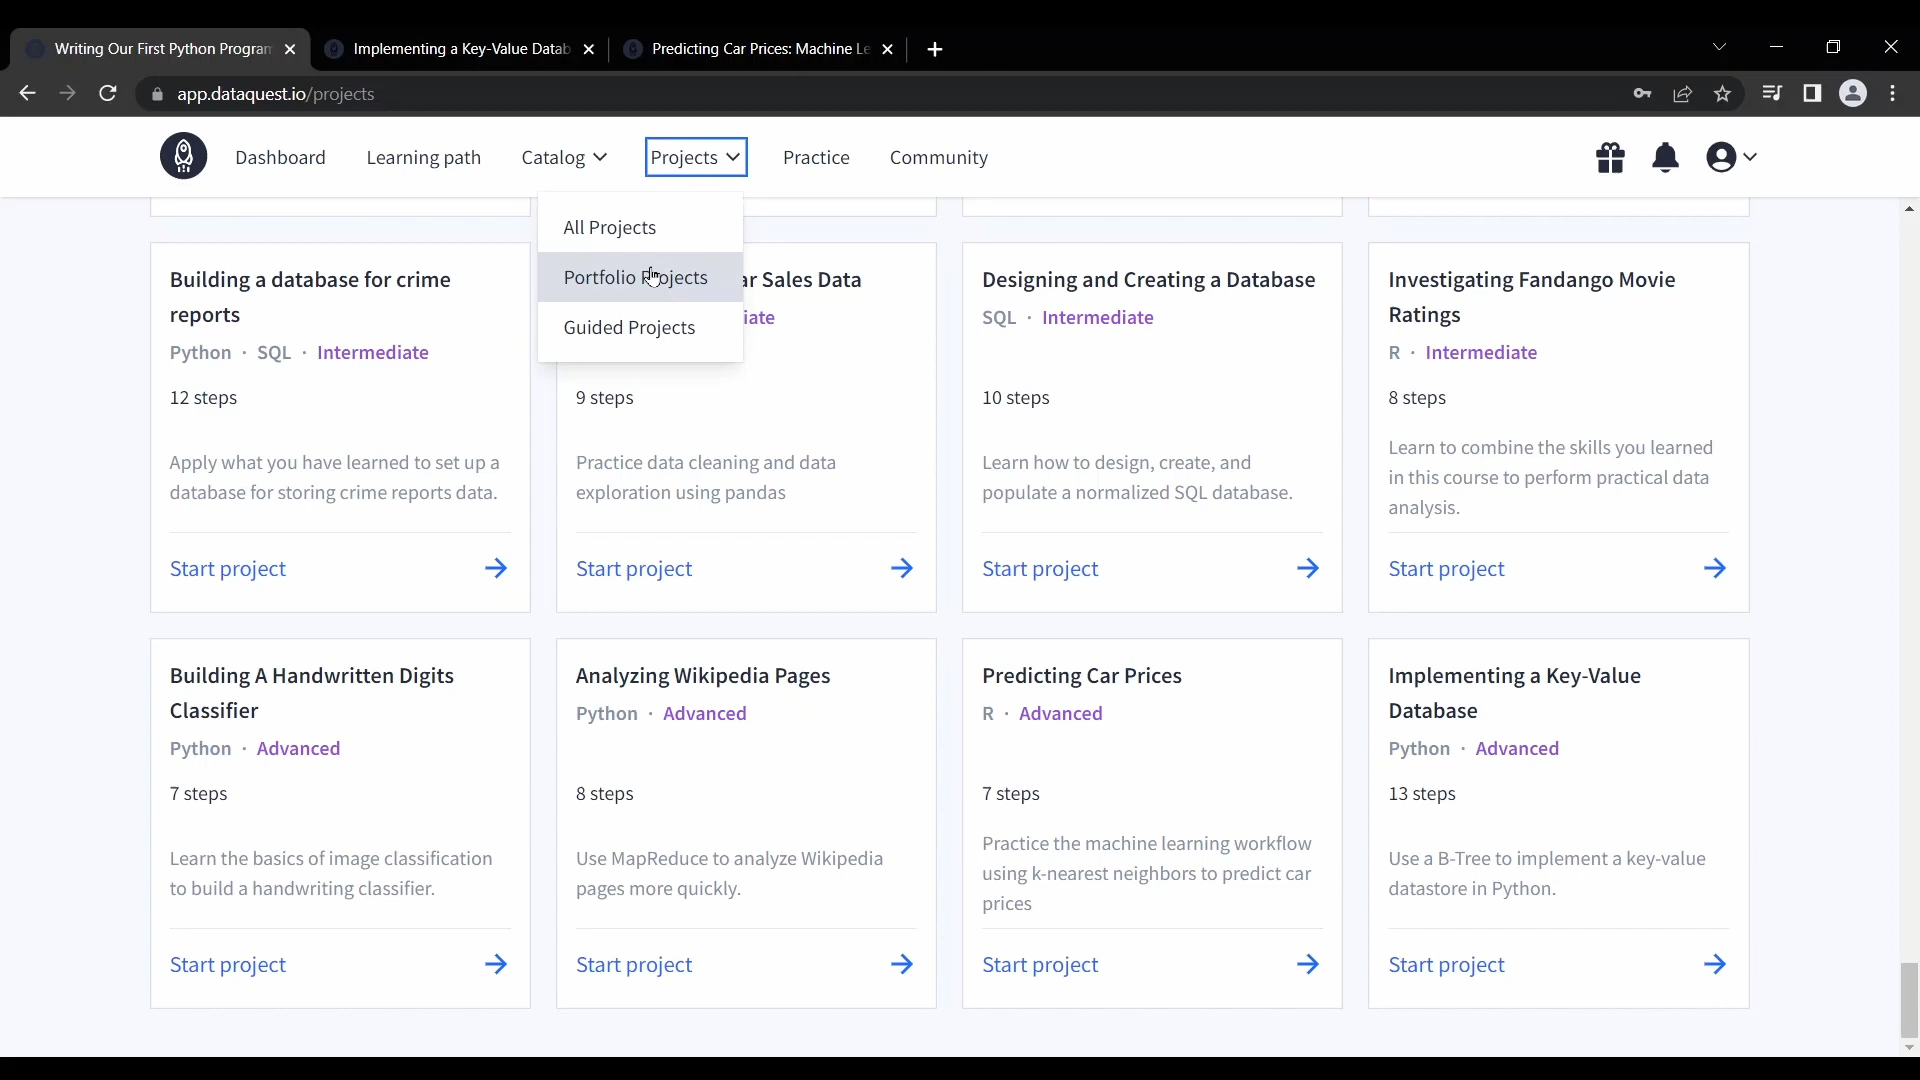 Writing Our First Python Program
Implementing a Key-Value Datab
Predicting Car Prices: Machine Le
app.dataquest.io/projects
Dashboard
Learning path
Catalog
Projects
Practice
Community
All Projects
Portfolio Projects
Guided Projects
Building a database for crime
reports
Python · SQL · Intermediate
12 steps
Apply what you have learned to set up a
database for storing crime reports data.
Start project
ar Sales Data
iate
9 steps
Practice data cleaning and data
exploration using pandas
Start project
Designing and Creating a Database
SQL · Intermediate
10 steps
Learn how to design, create, and
populate a normalized SQL database.
Start project
Investigating Fandango Movie
Ratings
R · Intermediate
8 steps
Learn to combine the skills you learned
in this course to perform practical data
analysis.
Start project
Building A Handwritten Digits
Classifier
Python · Advanced
7 steps
Learn the basics of image classification
to build a handwriting classifier.
Start project
Analyzing Wikipedia Pages
Python · Advanced
8 steps
Use MapReduce to analyze Wikipedia
pages more quickly.
Start project
Predicting Car Prices
R · Advanced
7 steps
Practice the machine learning workflow
using k-nearest neighbors to predict car
prices
Start project
Implementing a Key-Value
Database
Python · Advanced
13 steps
Use a B-Tree to implement a key-value
datastore in Python.
Start project